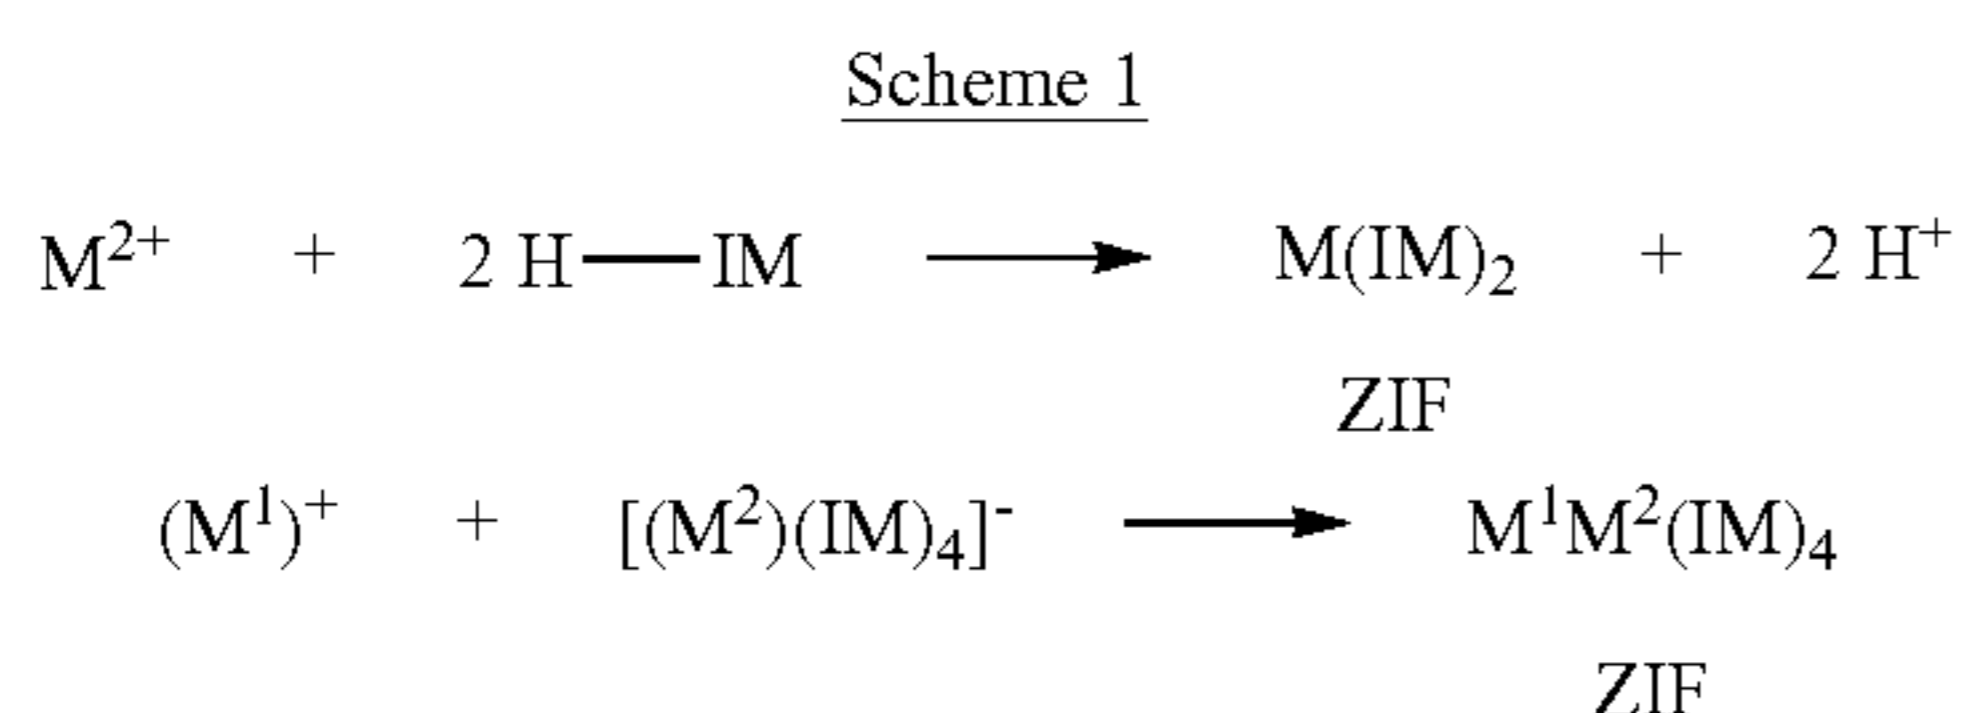 Scheme 1
M²⁺ + 2 H—IM → M(IM)₂ + 2 H⁺
ZIF
(M¹)⁺ + [(M²)(IM)₄]⁻ → M¹M²(IM)₄
ZIF